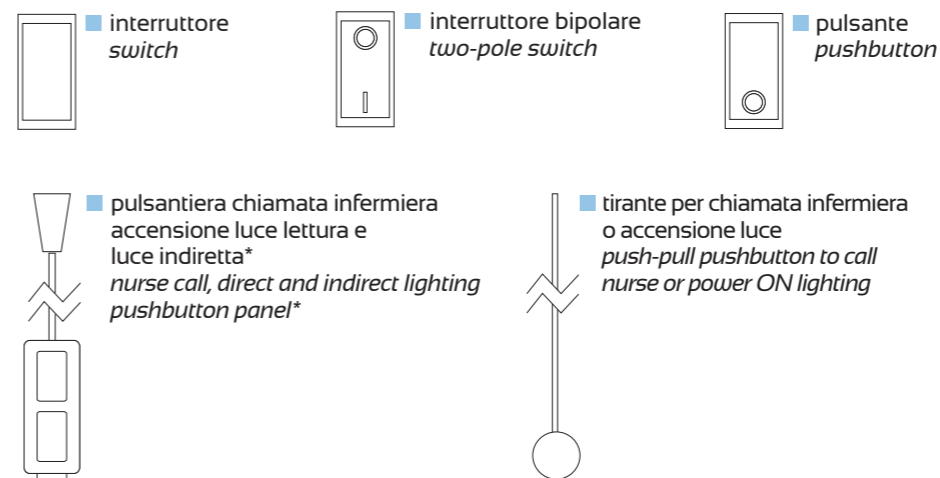 interruttore
switch
interruttore bipolare
two-pole switch
pulsante
pushbutton
pulsantiera chiamata infermiera
accensione luce lettura e
luce indiretta*
nurse call, direct and indirect lighting
pushbutton panel*
tirante per chiamata infermiera
o accensione luce
push-pull pushbutton to call
nurse or power ON lighting